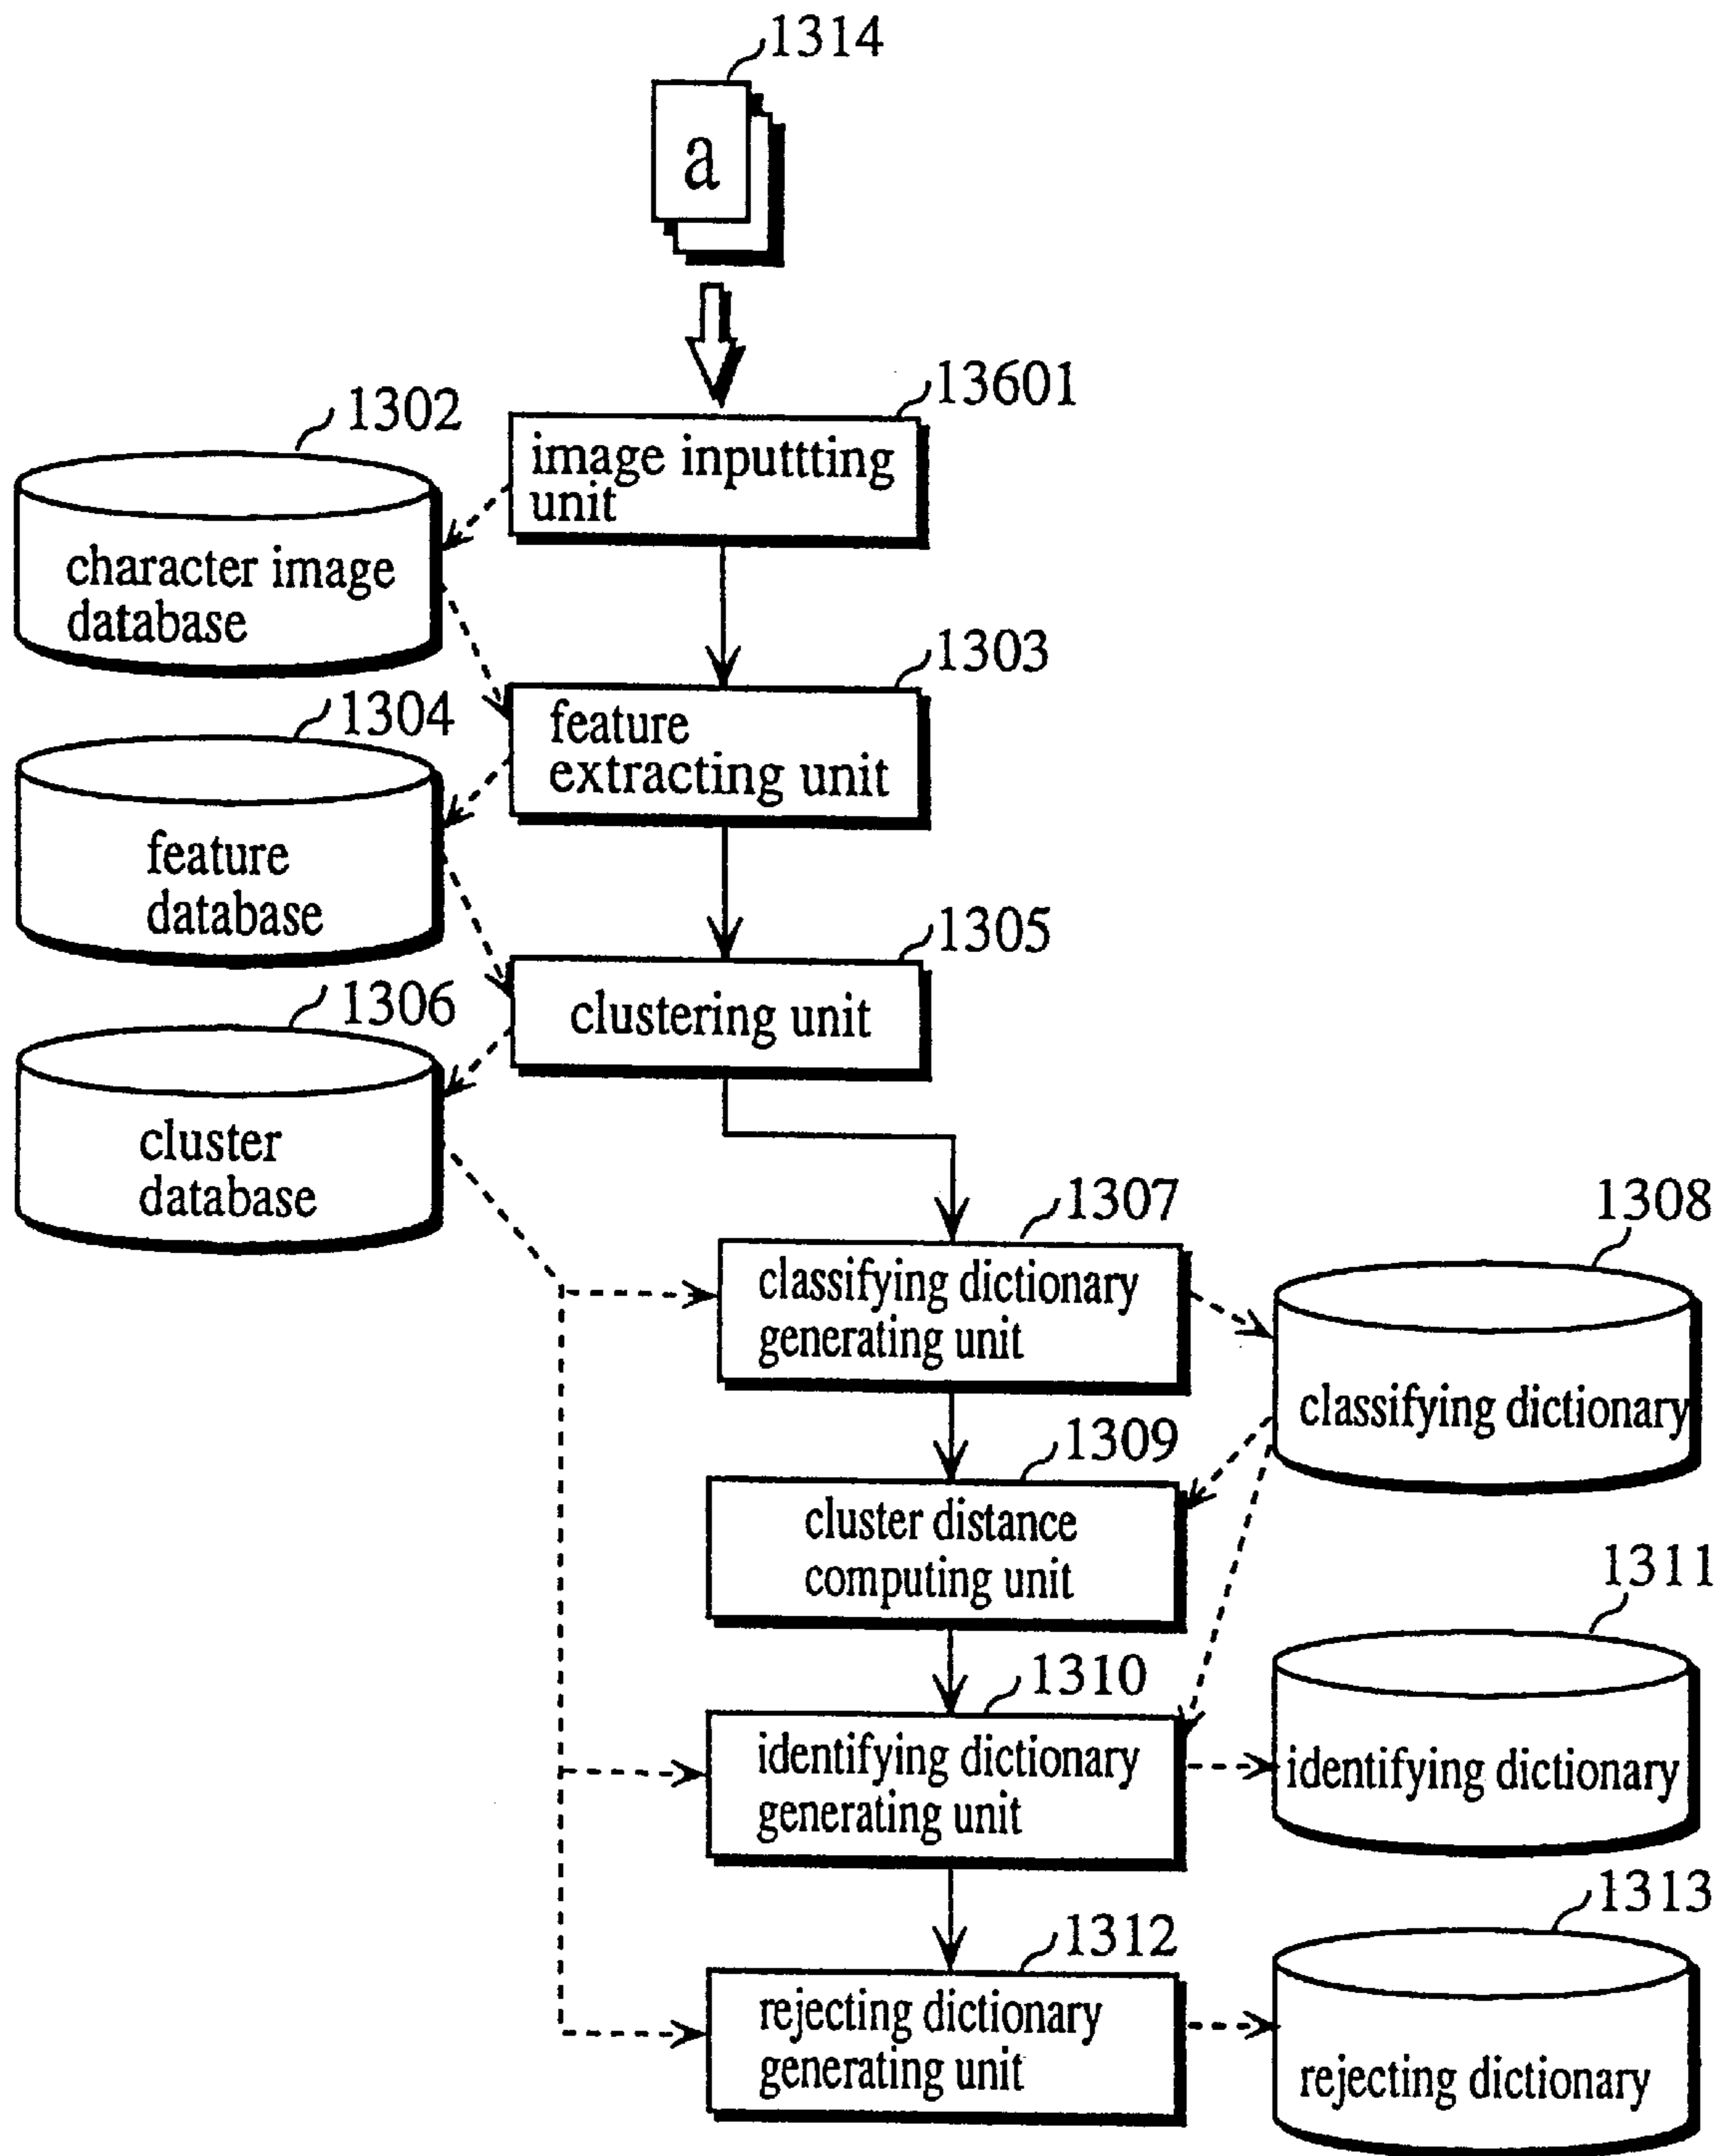 1314
a
13601
1302
image inputtting
unit
character image
database
1303
1304
feature
extracting unit
feature
database
1305
1306
clustering unit
cluster
database
1307
1308
classifying dictionary
generating unit
classifying dictionary
1309
cluster distance
computing unit
1311
1310
identifying dictionary
generating unit
identifying dictionary
1313
1312
rejecting dictionary
generating unit
rejecting dictionary